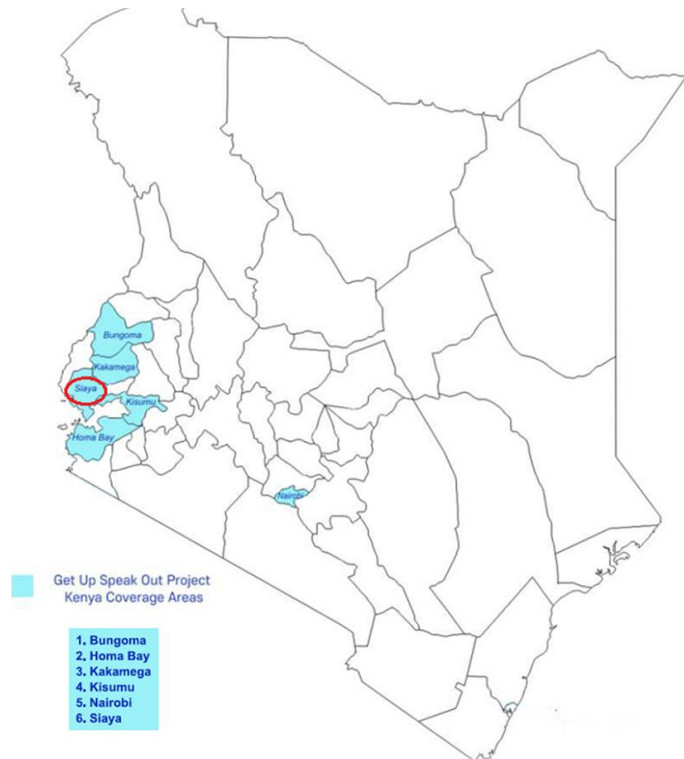 Bungoma
Kakamega
Siaya
Kisumu
Homa Bay
Nairobi
Get Up Speak Out Project
Kenya Coverage Areas
1. Bungoma
2. Homa Bay
3. Kakamega
4. Kisumu
5. Nairobi
6. Siaya